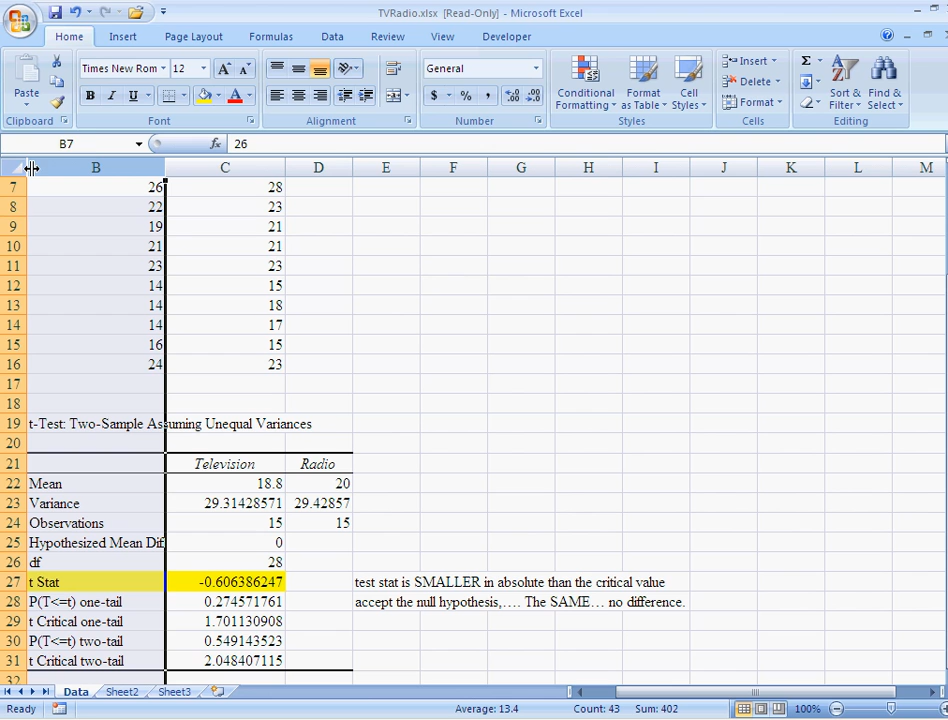 TVRadio.xlsx [Read-Only] - Microsoft Excel
Home Insert Page Layout Formulas Data Review View Developer
Times New Rom 12 A A General Insert Σ
Paste B I U A $ % , .00 .0 Conditional Formatting Format as Table Cell Styles Delete Format Sort & Filter Find & Select
Clipboard Font Alignment Number Styles Cells Editing
B7 fx 26
B C D E F G H I J K L M
7 26 28
8 22 23
9 19 21
10 21 21
11 23 23
12 14 15
13 14 18
14 14 17
15 16 15
16 24 23
17
18
19 t-Test: Two-Sample Assuming Unequal Variances
20
21 Television Radio
22 Mean 18.8 20
23 Variance 29.31428571 29.42857
24 Observations 15 15
25 Hypothesized Mean Dif 0
26 df 28
27 t Stat -0.606386247 test stat is SMALLER in absolute than the critical value
28 P(T<=t) one-tail 0.274571761 accept the null hypothesis,.... The SAME... no difference.
29 t Critical one-tail 1.701130908
30 P(T<=t) two-tail 0.549143523
31 t Critical two-tail 2.048407115
32
Data Sheet2 Sheet3
Ready Average: 13.4 Count: 43 Sum: 402 100%